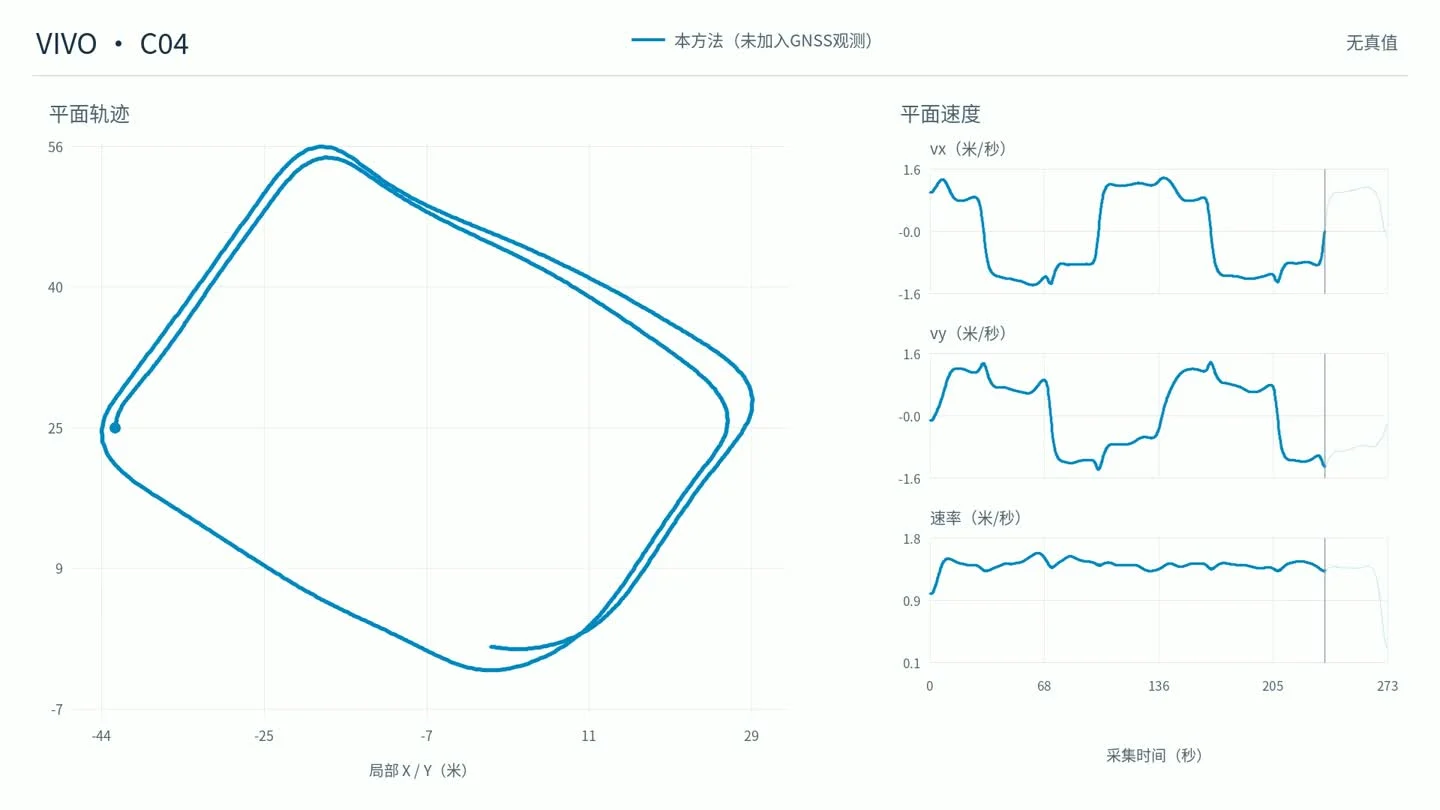 VIVO · C04
本方法（未加入GNSS观测）
无真值
平面轨迹
56
40
25
9
-7
-44
-25
-7
11
29
局部 X / Y（米）
平面速度
vx（米/秒）
1.6
-0.0
-1.6
vy（米/秒）
1.6
-0.0
-1.6
速率（米/秒）
1.8
0.9
0.1
0
68
136
205
273
采集时间（秒）